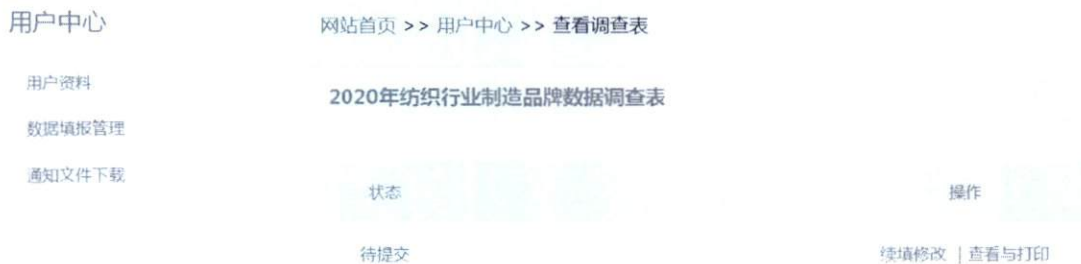 用户中心
网站首页 >> 用户中心 >> 查看调查表
用户资料
2020年纺织行业制造品牌数据调查表
数据填报管理
通知文件下载
状态 操作
待提交 续填修改 | 查看与打印